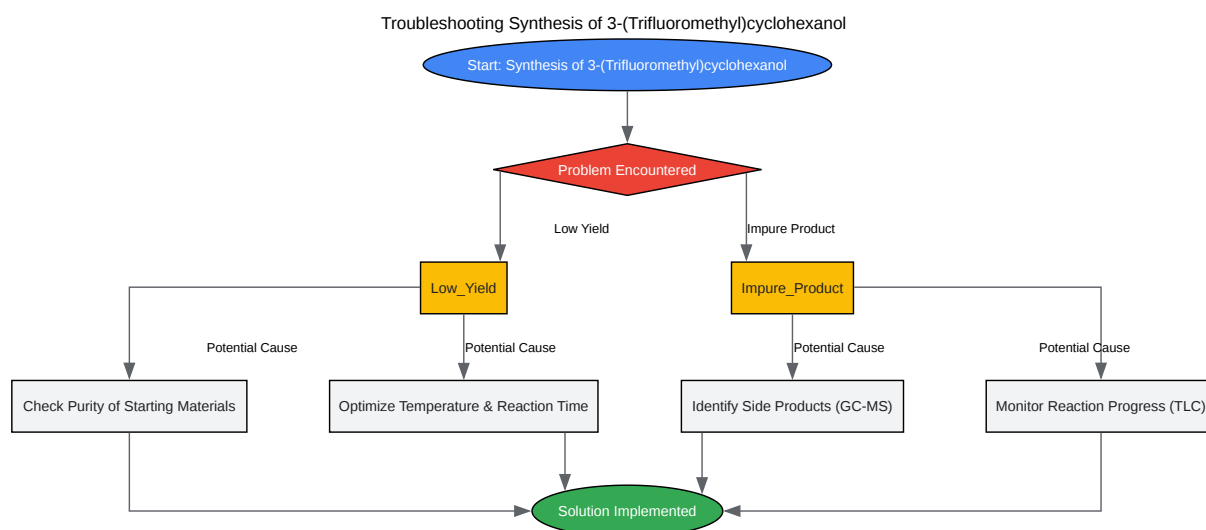 Troubleshooting Synthesis of 3-(Trifluoromethyl)cyclohexanol
Start: Synthesis of 3-(Trifluoromethyl)cyclohexanol
Problem Encountered
Low Yield
Impure Product
Low_Yield
Impure_Product
Potential Cause
Potential Cause
Potential Cause
Potential Cause
Check Purity of Starting Materials
Optimize Temperature & Reaction Time
Identify Side Products (GC-MS)
Monitor Reaction Progress (TLC)
Solution Implemented